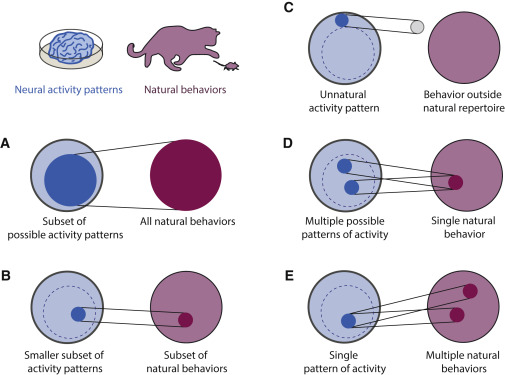 Neural activity patterns
Natural behaviors
A
Subset of
possible activity patterns
All natural behaviors
B
Smaller subset of
activity patterns
Subset of
natural behaviors
C
Unnatural
activity pattern
Behavior outside
natural repertoire
D
Multiple possible
patterns of activity
Single natural
behavior
E
Single
pattern of activity
Multiple natural
behaviors